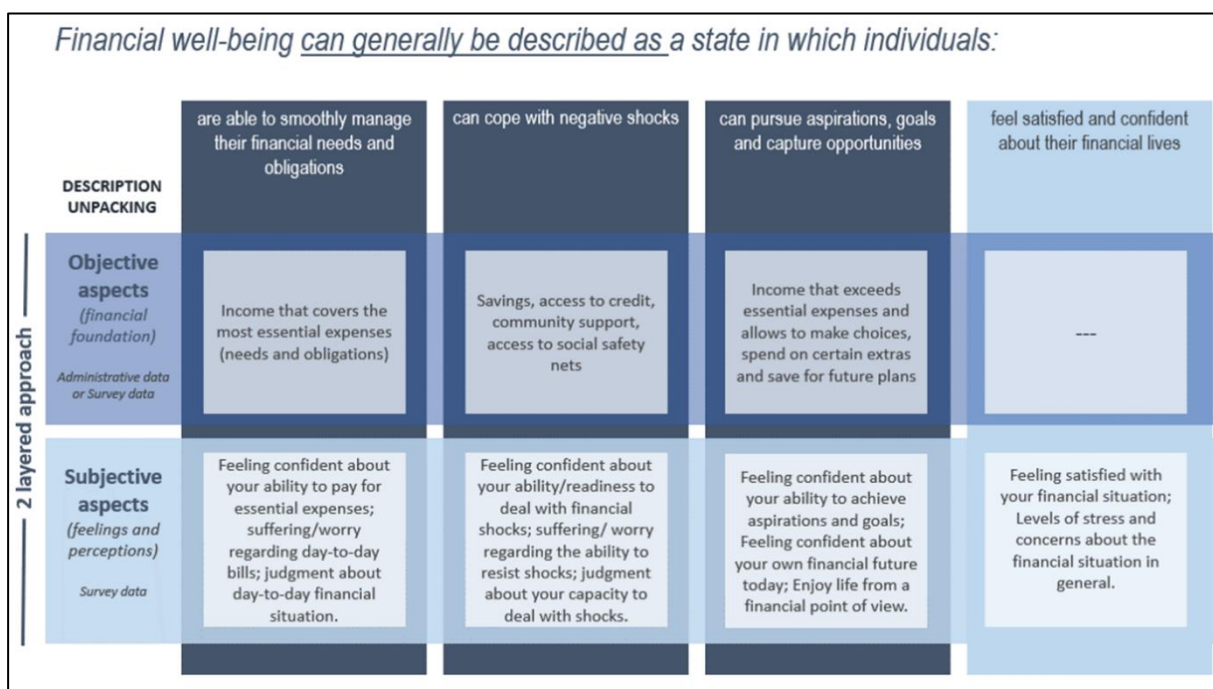 Financial well-being can generally be described as a state in which individuals:
are able to smoothly manage
their financial needs and
obligations
can cope with negative shocks
can pursue aspirations, goals
and capture opportunities
feel satisfied and confident
about their financial lives
DESCRIPTION
UNPACKING
2 layered approach
Objective
aspects
(financial
foundation)
Administrative data
or Survey data
Income that covers the
most essential expenses
(needs and obligations)
Savings, access to credit,
community support,
access to social safety
nets
Income that exceeds
essential expenses and
allows to make choices,
spend on certain extras
and save for future plans
---
Subjective
aspects
(feelings and
perceptions)
Survey data
Feeling confident about
your ability to pay for
essential expenses;
suffering/worry
regarding day-to-day
bills; judgment about
day-to-day financial
situation.
Feeling confident about
your ability/readiness to
deal with financial
shocks; suffering/ worry
regarding the ability to
resist shocks; judgment
about your capacity to
deal with shocks.
Feeling confident about
your ability to achieve
aspirations and goals;
Feeling confident about
your own financial future
today; Enjoy life from a
financial point of view.
Feeling satisfied with
your financial situation;
Levels of stress and
concerns about the
financial situation in
general.